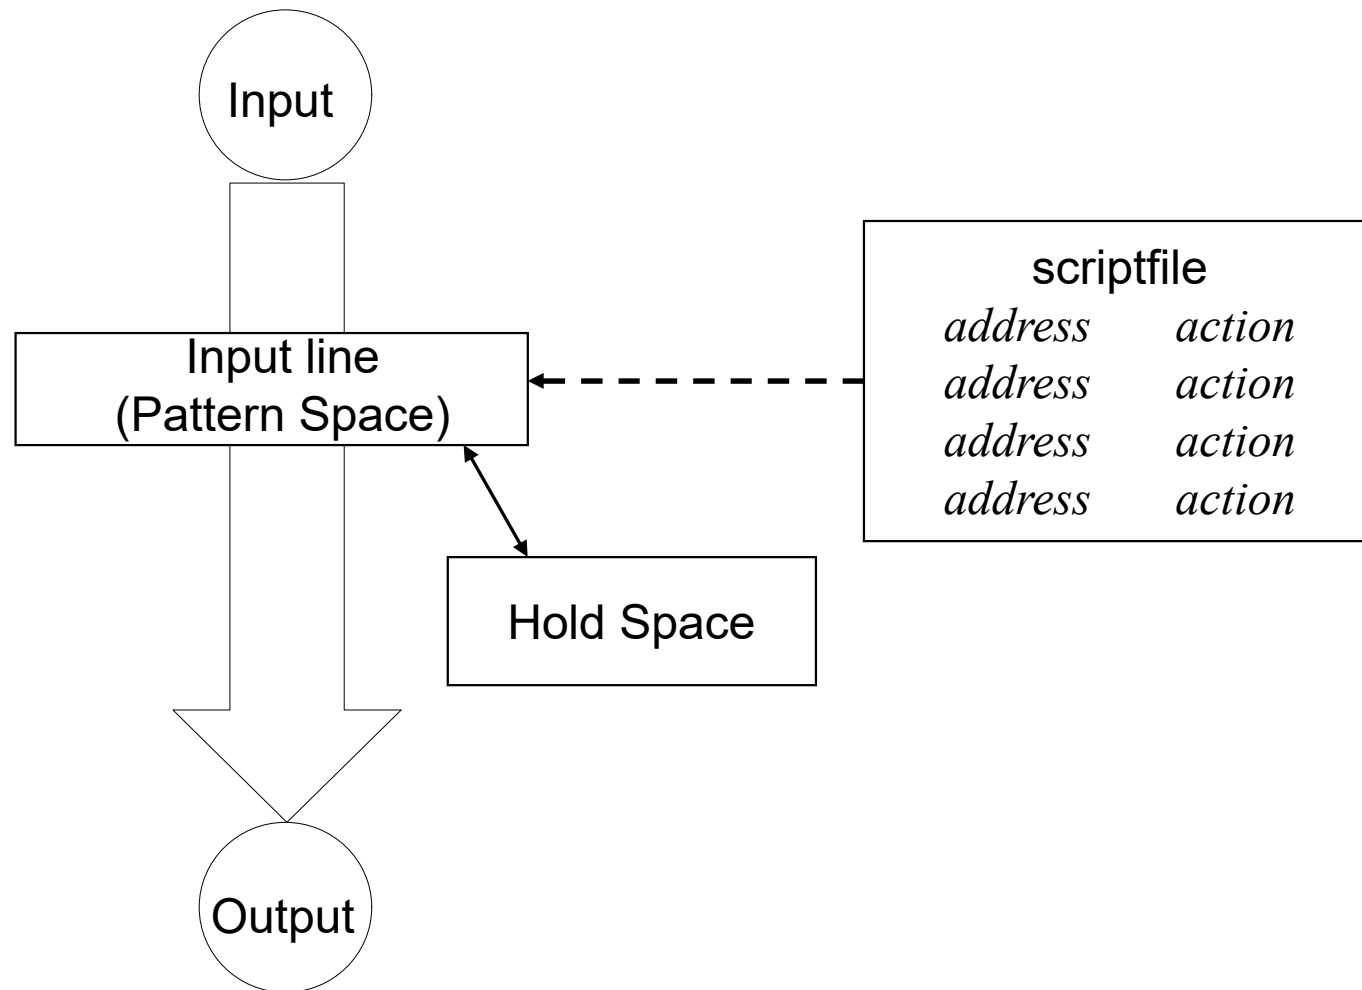 Input
Input line
(Pattern Space)
scriptfile
address action
address action
address action
address action
Hold Space
Output